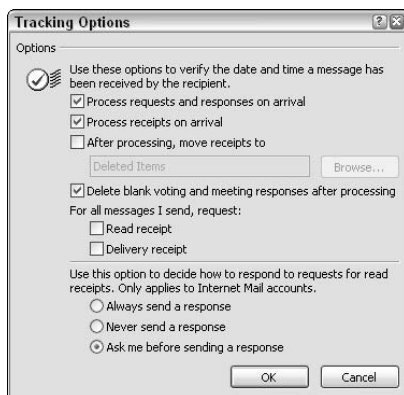 Tracking Options
Options
Use these options to verify the date and time a message has
been received by the recipient.
Process requests and responses on arrival
Process receipts on arrival
After processing, move receipts to
Deleted Items
Browse...
Delete blank voting and meeting responses after processing
For all messages I send, request:
Read receipt
Delivery receipt
Use this option to decide how to respond to requests for read
receipts. Only applies to Internet Mail accounts.
Always send a response
Never send a response
Ask me before sending a response
OK
Cancel